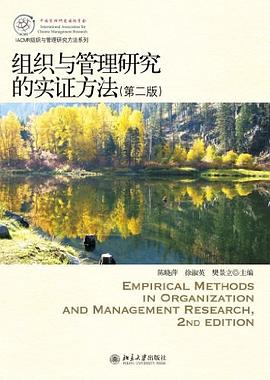 中国管理研究国际学会
International Association for
Chinese Management Research
IACMR组织与管理研究方法系列
组织与管理研究
的实证方法(第二版)
陈晓萍 徐淑英 樊景立◎主编
EMPIRICAL METHODS
IN ORGANIZATION
AND MANAGEMENT RESEARCH,
2ND EDITION
北京大学出版社